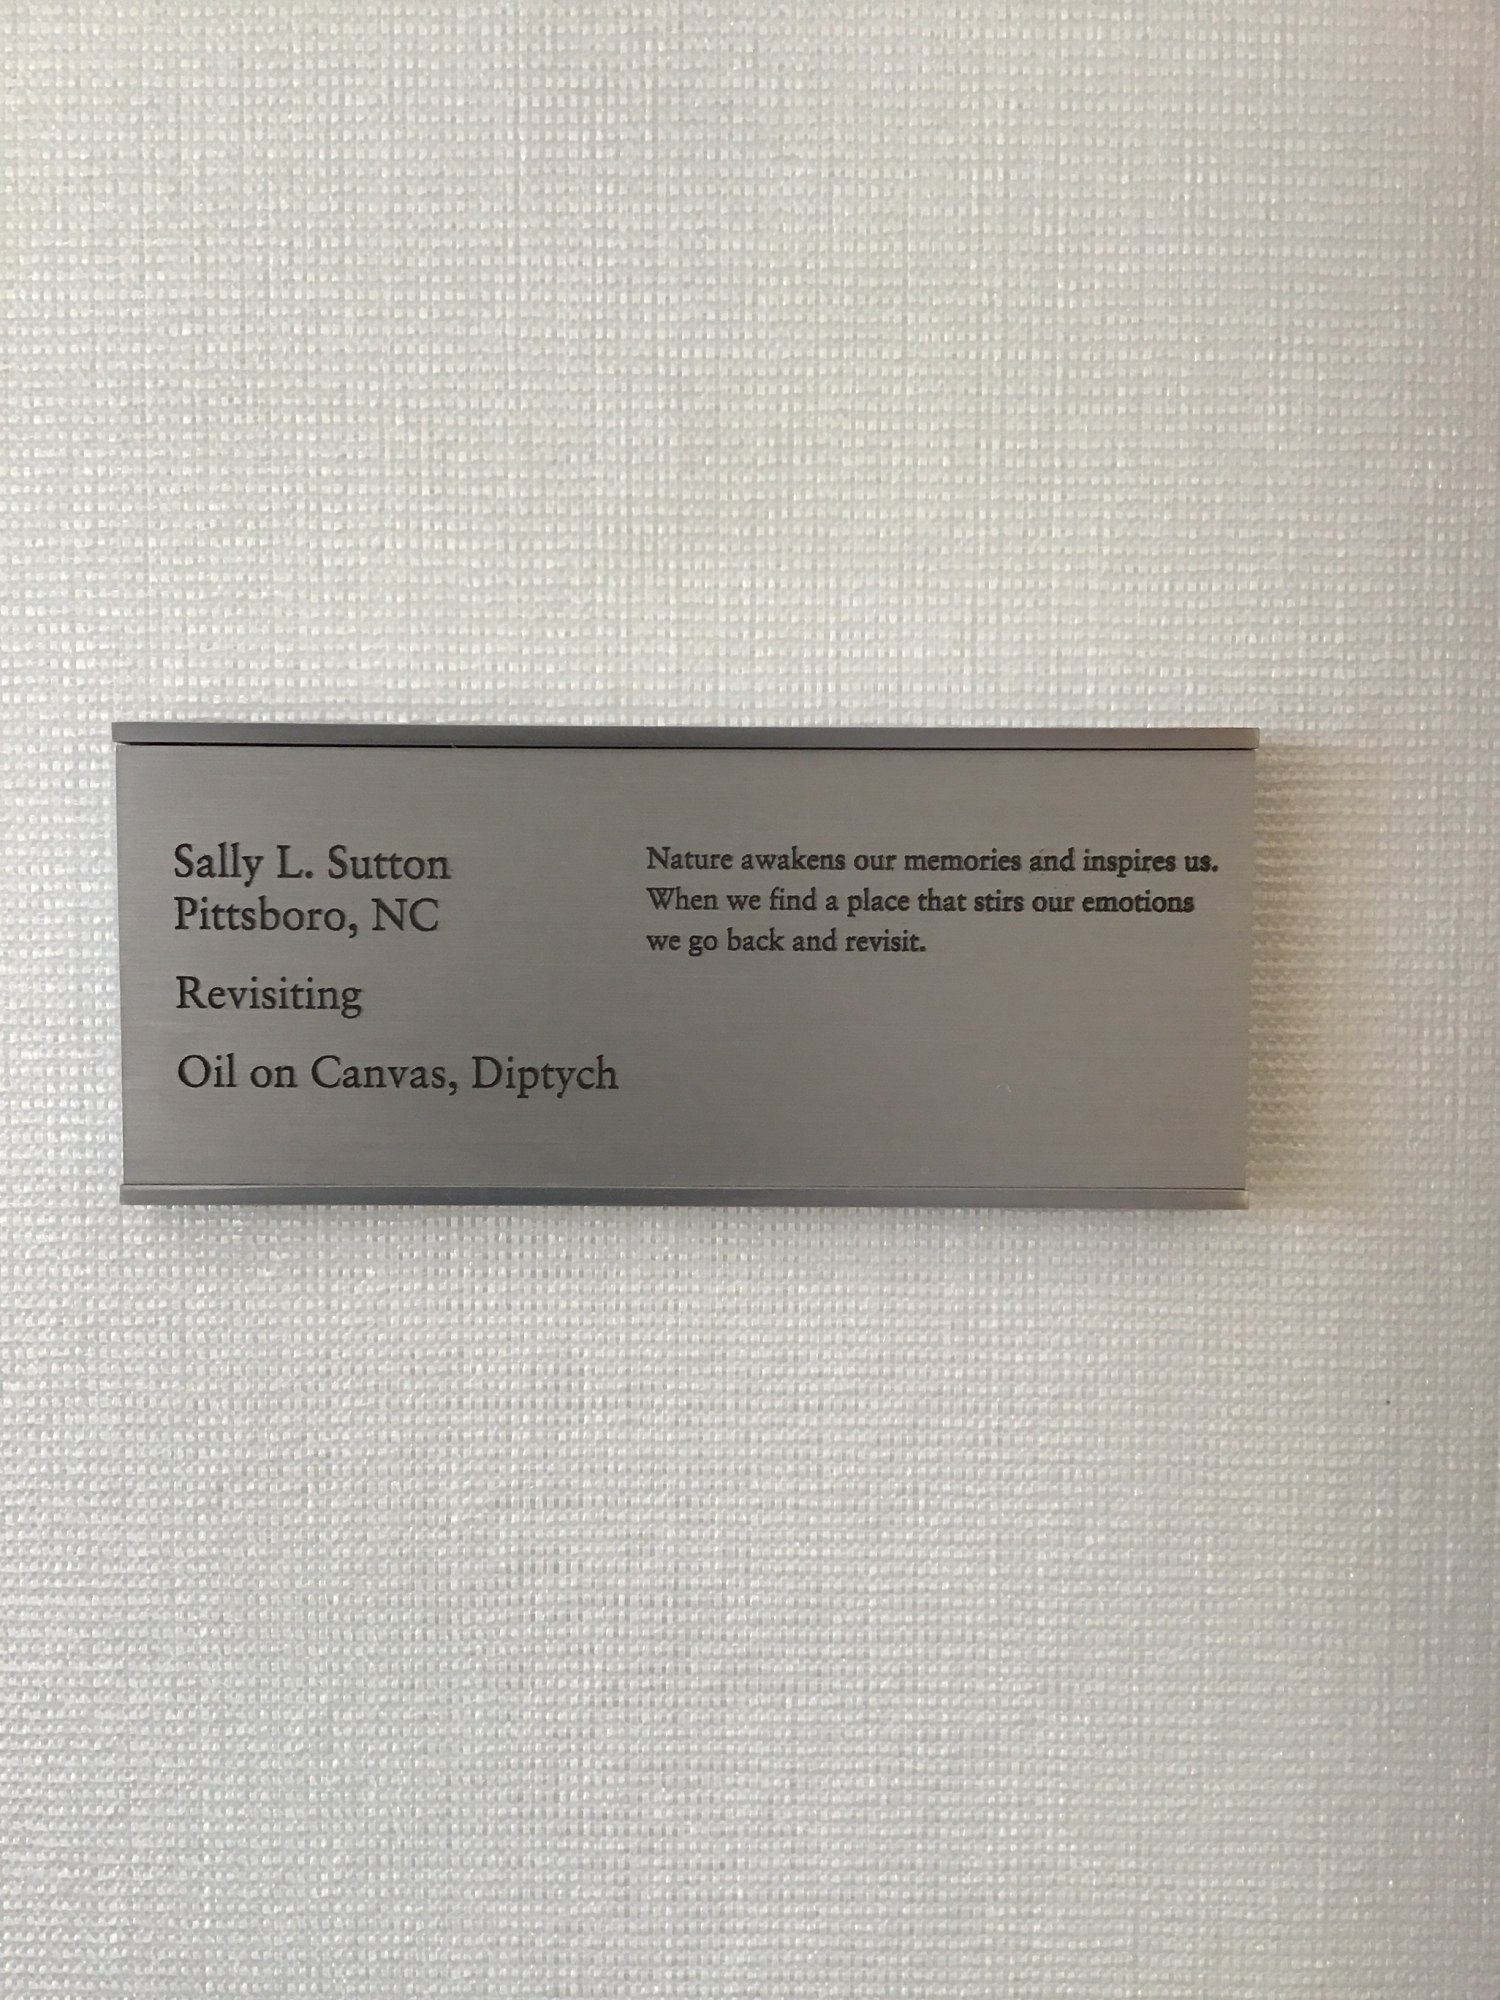 Sally L. Sutton
Pittsboro, NC
Revisiting
Oil on Canvas, Diptych
Nature awakens our memories and inspires us.
When we find a place that stirs our emotions
we go back and revisit.